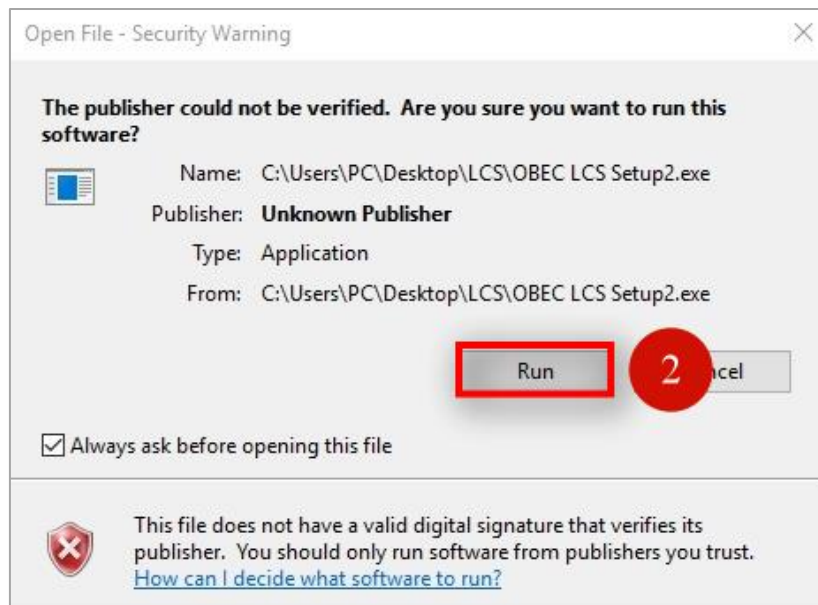 Open File - Security Warning
The publisher could not be verified. Are you sure you want to run this
software?
Name: C:\Users\PC\Desktop\LCS\OBEC LCS Setup2.exe
Publisher: Unknown Publisher
Type: Application
From: C:\Users\PC\Desktop\LCS\OBEC LCS Setup2.exe
Run 2 ncel
Always ask before opening this file
This file does not have a valid digital signature that verifies its
publisher. You should only run software from publishers you trust.
How can I decide what software to run?